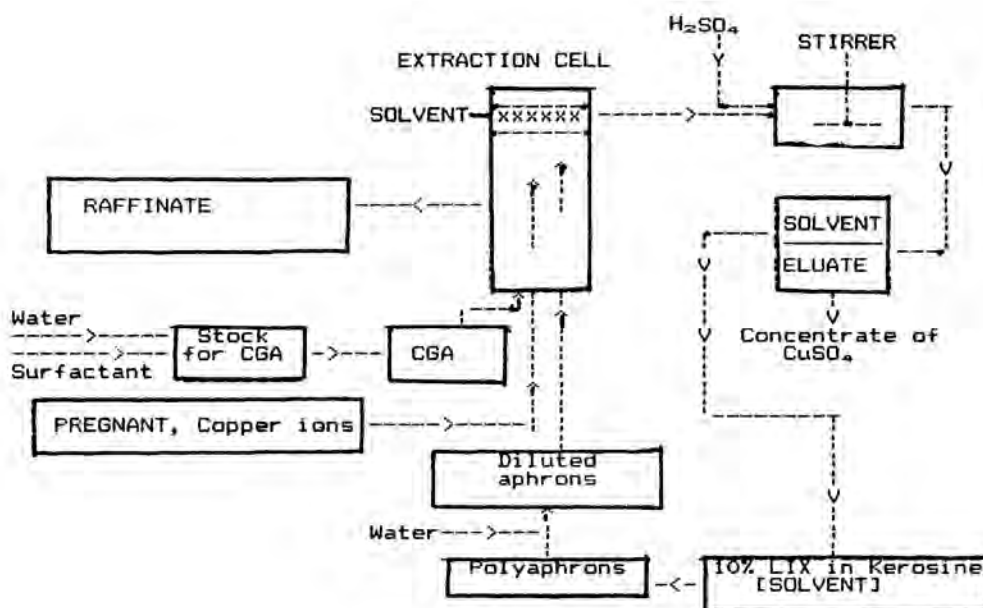 H₂SO₄
STIRRER
EXTRACTION CELL
SOLVENT
XXXXXX
RAFFINATE
SOLVENT
ELUATE
Water
Stock
for CGA
CGA
Surfactant
Concentrate of
CuSO₄
PREGNANT, Copper ions
Diluted
aphrons
Water
Polyaphrons
10% LIX in Kerosine
[SOLVENT]